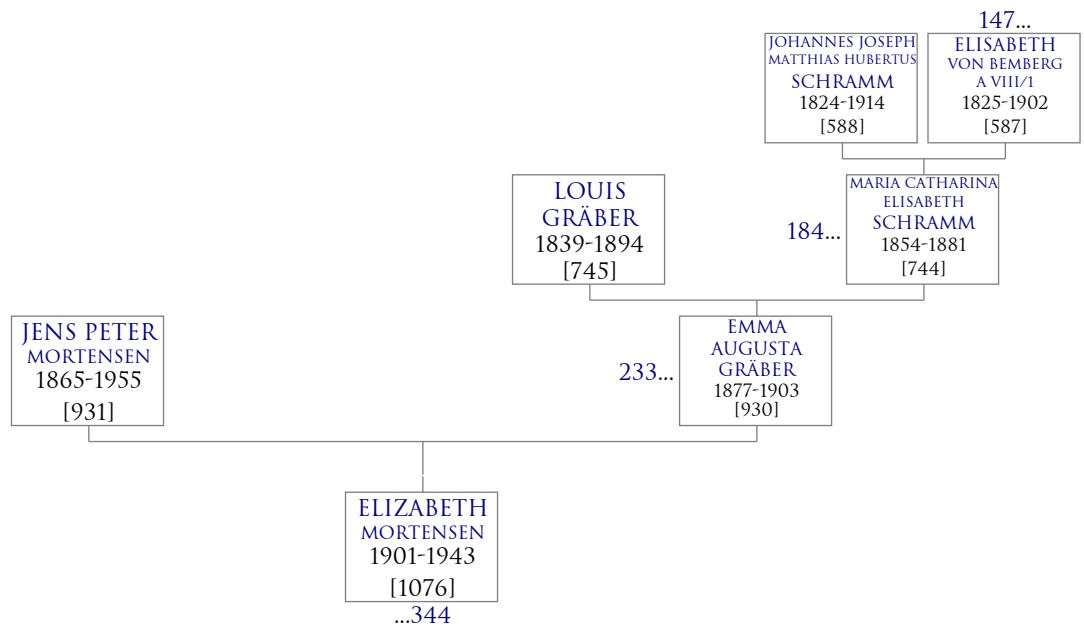 147...
JOHANNES JOSEPH
MATTHIAS HUBERTUS
SCHRAMM
1824-1914
[588]
ELISABETH
VON BEMBERG
A VIII/1
1825-1902
[587]
LOUIS
GRÄBER
1839-1894
[745]
184...
MARIA CATHARINA
ELISABETH
SCHRAMM
1854-1881
[744]
JENS PETER
MORTENSEN
1865-1955
[931]
233...
EMMA
AUGUSTA
GRÄBER
1877-1903
[930]
ELIZABETH
MORTENSEN
1901-1943
[1076]
...344